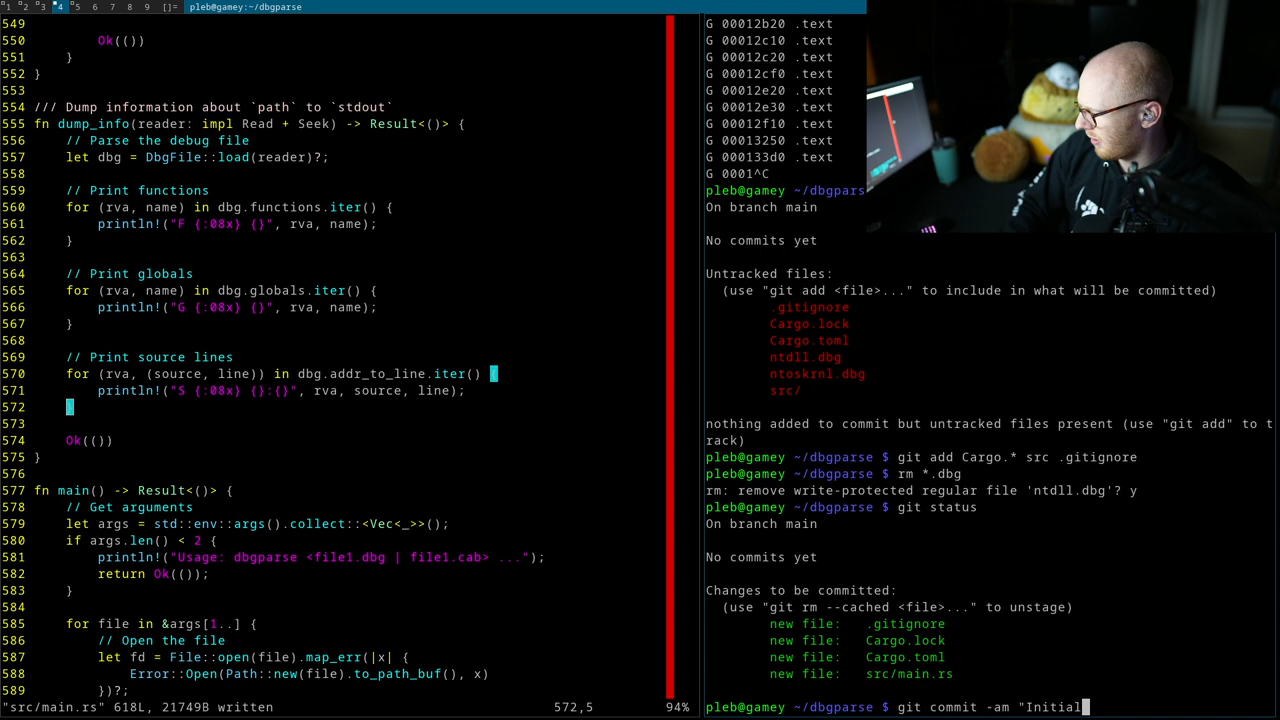 1 2 3 4 5 6 7 8 9 []= pleb@gamey:~/dbgparse
549
550         Ok(())
551     }
552 }
553
554 /// Dump information about `path` to `stdout`
555 fn dump_info(reader: impl Read + Seek) -> Result<()> {
556     // Parse the debug file
557     let dbg = DbgFile::load(reader)?;
558
559     // Print functions
560     for (rva, name) in dbg.functions.iter() {
561         println!("F {:08x} {}", rva, name);
562     }
563
564     // Print globals
565     for (rva, name) in dbg.globals.iter() {
566         println!("G {:08x} {}", rva, name);
567     }
568
569     // Print source lines
570     for (rva, (source, line)) in dbg.addr_to_line.iter() {
571         println!("S {:08x} {}:{}", rva, source, line);
572     }
573
574     Ok(())
575 }
576
577 fn main() -> Result<()> {
578     // Get arguments
579     let args = std::env::args().collect::<Vec<_>>();
580     if args.len() < 2 {
581         println!("Usage: dbgparse <file1.dbg | file1.cab> ...");
582         return Ok(());
583     }
584
585     for file in &args[1..] {
586         // Open the file
587         let fd = File::open(file).map_err(|x| {
588             Error::Open(Path::new(file).to_path_buf(), x)
589         })?;
"src/main.rs" 618L, 21749B written 572,5 94%
G 00012b20 .text
G 00012c10 .text
G 00012c20 .text
G 00012cf0 .text
G 00012e20 .text
G 00012e30 .text
G 00012f10 .text
G 00013250 .text
G 000133d0 .text
G 0001^C
pleb@gamey ~/dbgpars
On branch main

No commits yet

Untracked files:
  (use "git add <file>..." to include in what will be committed)
        .gitignore
        Cargo.lock
        Cargo.toml
        ntdll.dbg
        ntoskrnl.dbg
        src/

nothing added to commit but untracked files present (use "git add" to t
rack)
pleb@gamey ~/dbgparse $ git add Cargo.* src .gitignore
pleb@gamey ~/dbgparse $ rm *.dbg
rm: remove write-protected regular file 'ntdll.dbg'? y
pleb@gamey ~/dbgparse $ git status
On branch main

No commits yet

Changes to be committed:
  (use "git rm --cached <file>..." to unstage)
        new file:   .gitignore
        new file:   Cargo.lock
        new file:   Cargo.toml
        new file:   src/main.rs

pleb@gamey ~/dbgparse $ git commit -am "Initial